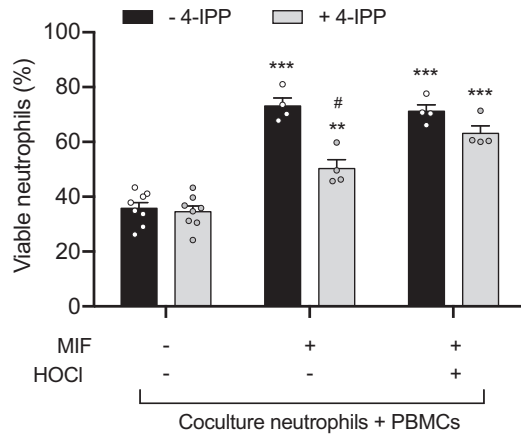 - 4-IPP + 4-IPP
Viable neutrophils (%)
100
80
60
40
20
0
*** *** ***
#
**
MIF - + +
HOCl - - +
Coculture neutrophils + PBMCs